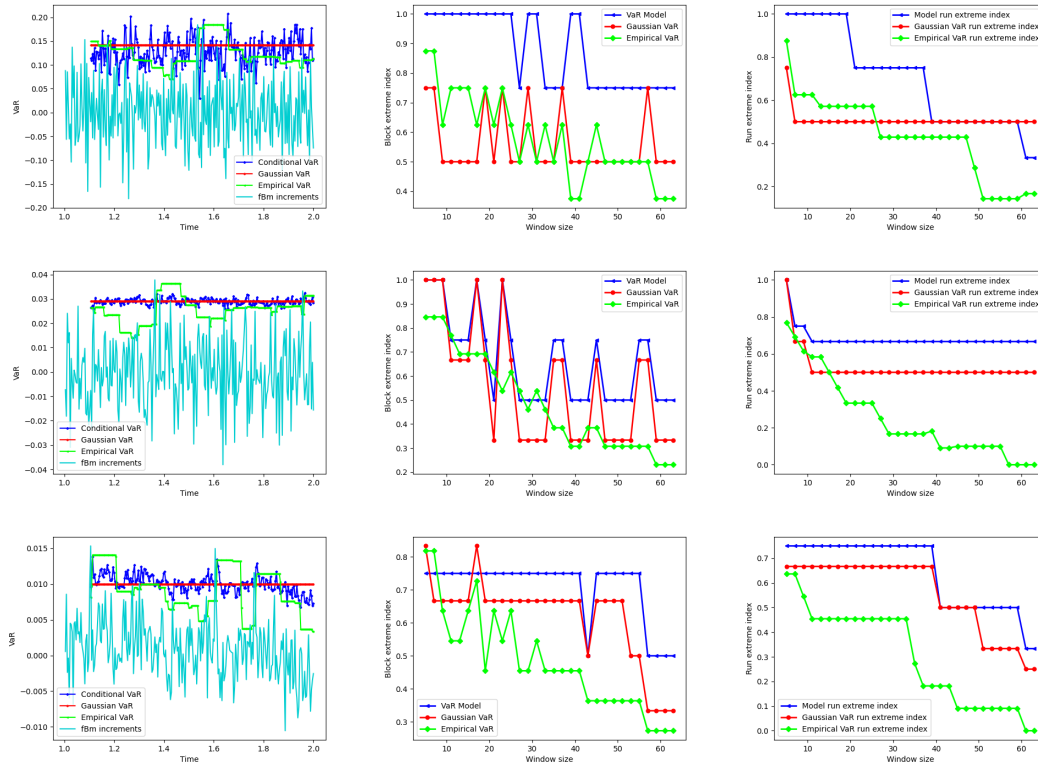 0.20
0.15
0.10
0.05
0.00
−0.05
−0.10
−0.15
−0.20
VaR
1.0 1.2 1.4 1.6 1.8 2.0
Time
Conditional VaR
Gaussian VaR
Empirical VaR
fBm increments
1.0
0.9
0.8
0.7
0.6
0.5
0.4
Block extreme index
10 20 30 40 50 60
Window size
VaR Model
Gaussian VaR
Empirical VaR
1.0
0.8
0.6
0.4
0.2
Run extreme index
10 20 30 40 50 60
Window size
Model run extreme index
Gaussian VaR run extreme index
Empirical VaR run extreme index
0.04
0.03
0.02
0.01
0.00
−0.01
−0.02
−0.03
−0.04
VaR
1.0 1.2 1.4 1.6 1.8 2.0
Time
Conditional VaR
Gaussian VaR
Empirical VaR
fBm increments
1.0
0.9
0.8
0.7
0.6
0.5
0.4
0.3
0.2
Block extreme index
10 20 30 40 50 60
Window size
VaR Model
Gaussian VaR
Empirical VaR
1.0
0.8
0.6
0.4
0.2
0.0
Run extreme index
10 20 30 40 50 60
Window size
Model run extreme index
Gaussian VaR run extreme index
Empirical VaR run extreme index
0.015
0.010
0.005
0.000
−0.005
−0.010
VaR
1.0 1.2 1.4 1.6 1.8 2.0
Time
Conditional VaR
Gaussian VaR
Empirical VaR
fBm increments
0.8
0.7
0.6
0.5
0.4
0.3
Block extreme index
10 20 30 40 50 60
Window size
VaR Model
Gaussian VaR
Empirical VaR
0.7
0.6
0.5
0.4
0.3
0.2
0.1
0.0
Run extreme index
10 20 30 40 50 60
Window size
Model run extreme index
Gaussian VaR run extreme index
Empirical VaR run extreme index